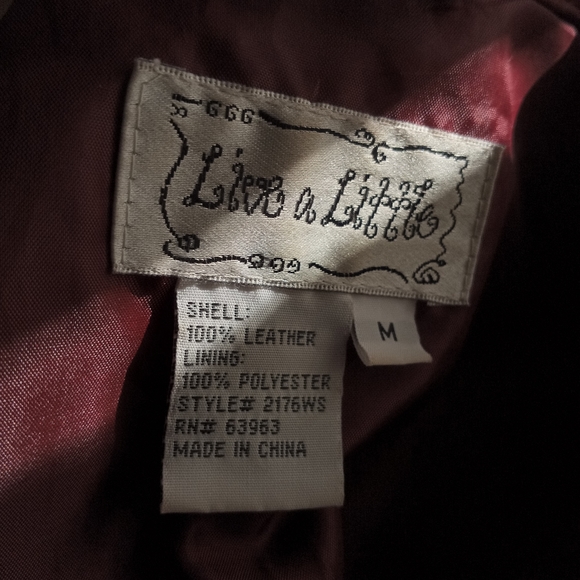 Live a Little
SHELL:
100% LEATHER
LINING:
100% POLYESTER
STYLE# 2176WS
RN# 63963
MADE IN CHINA
M